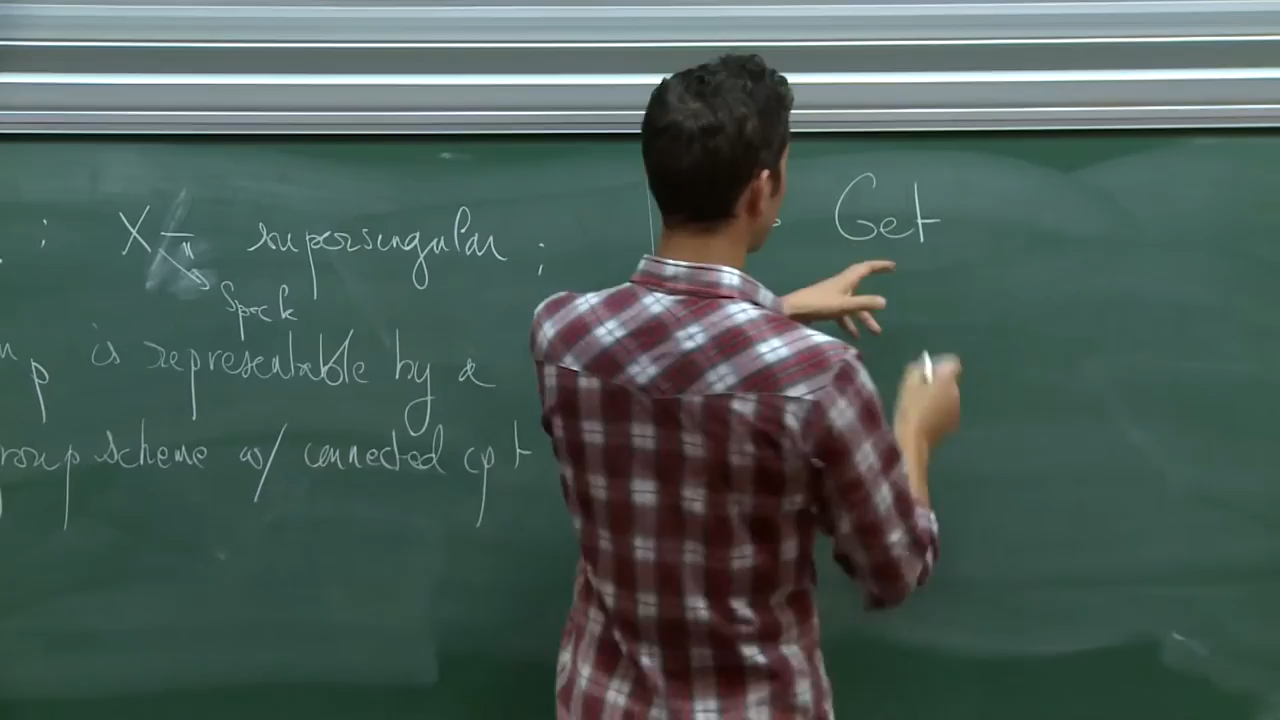 ; X π supersingular ;
Spec k
p is representable by a
group scheme w/ connected cpt
Get